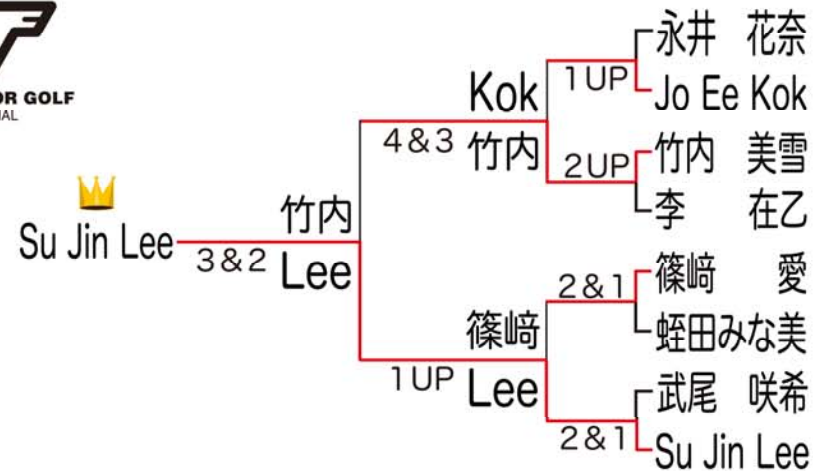 OR GOLF
永井 花奈
1UP
Jo Ee Kok
Kok
4&3
竹内
2UP
竹内 美雪
李 在乙
竹内
Su Jin Lee
3&2
Lee
2&1
篠﨑 愛
蛭田みな美
篠﨑
1UP
Lee
武尾 咲希
2&1
Su Jin Lee